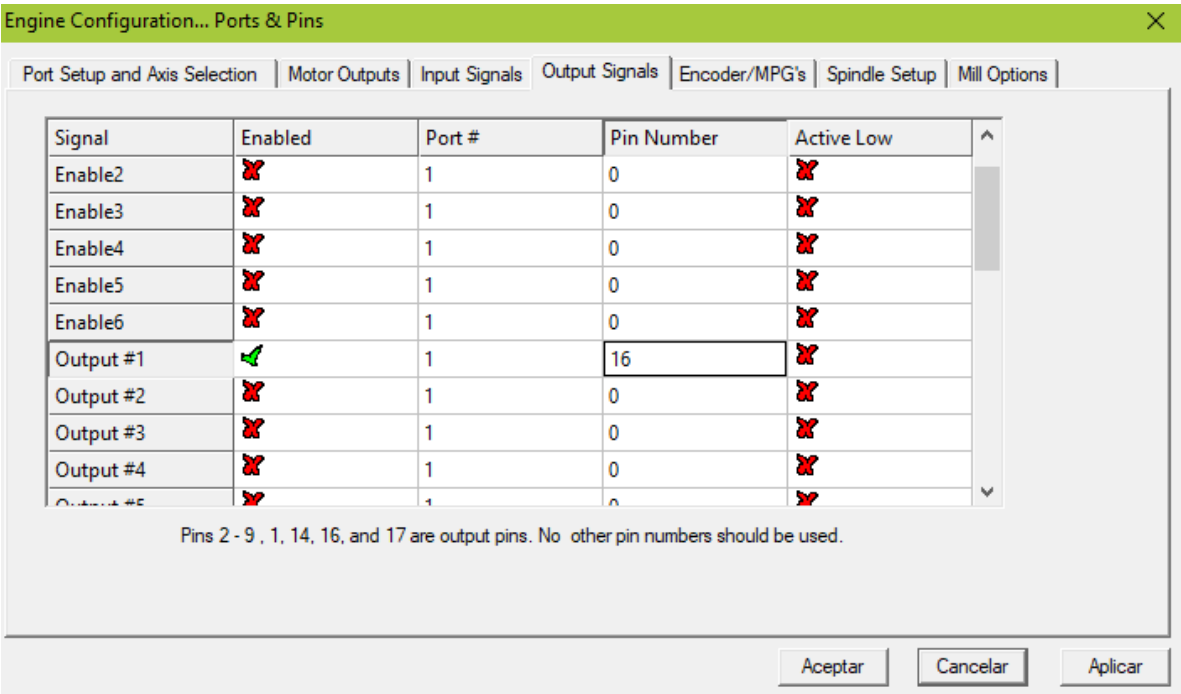 Engine Configuration... Ports & Pins
Port Setup and Axis Selection Motor Outputs Input Signals Output Signals Encoder/MPG's Spindle Setup Mill Options
Signal Enabled Port # Pin Number Active Low
Enable2 1 0
Enable3 1 0
Enable4 1 0
Enable5 1 0
Enable6 1 0
Output #1 1 16
Output #2 1 0
Output #3 1 0
Output #4 1 0
Output #5 1 0
Pins 2 - 9 , 1, 14, 16, and 17 are output pins. No other pin numbers should be used.
Aceptar Cancelar Aplicar